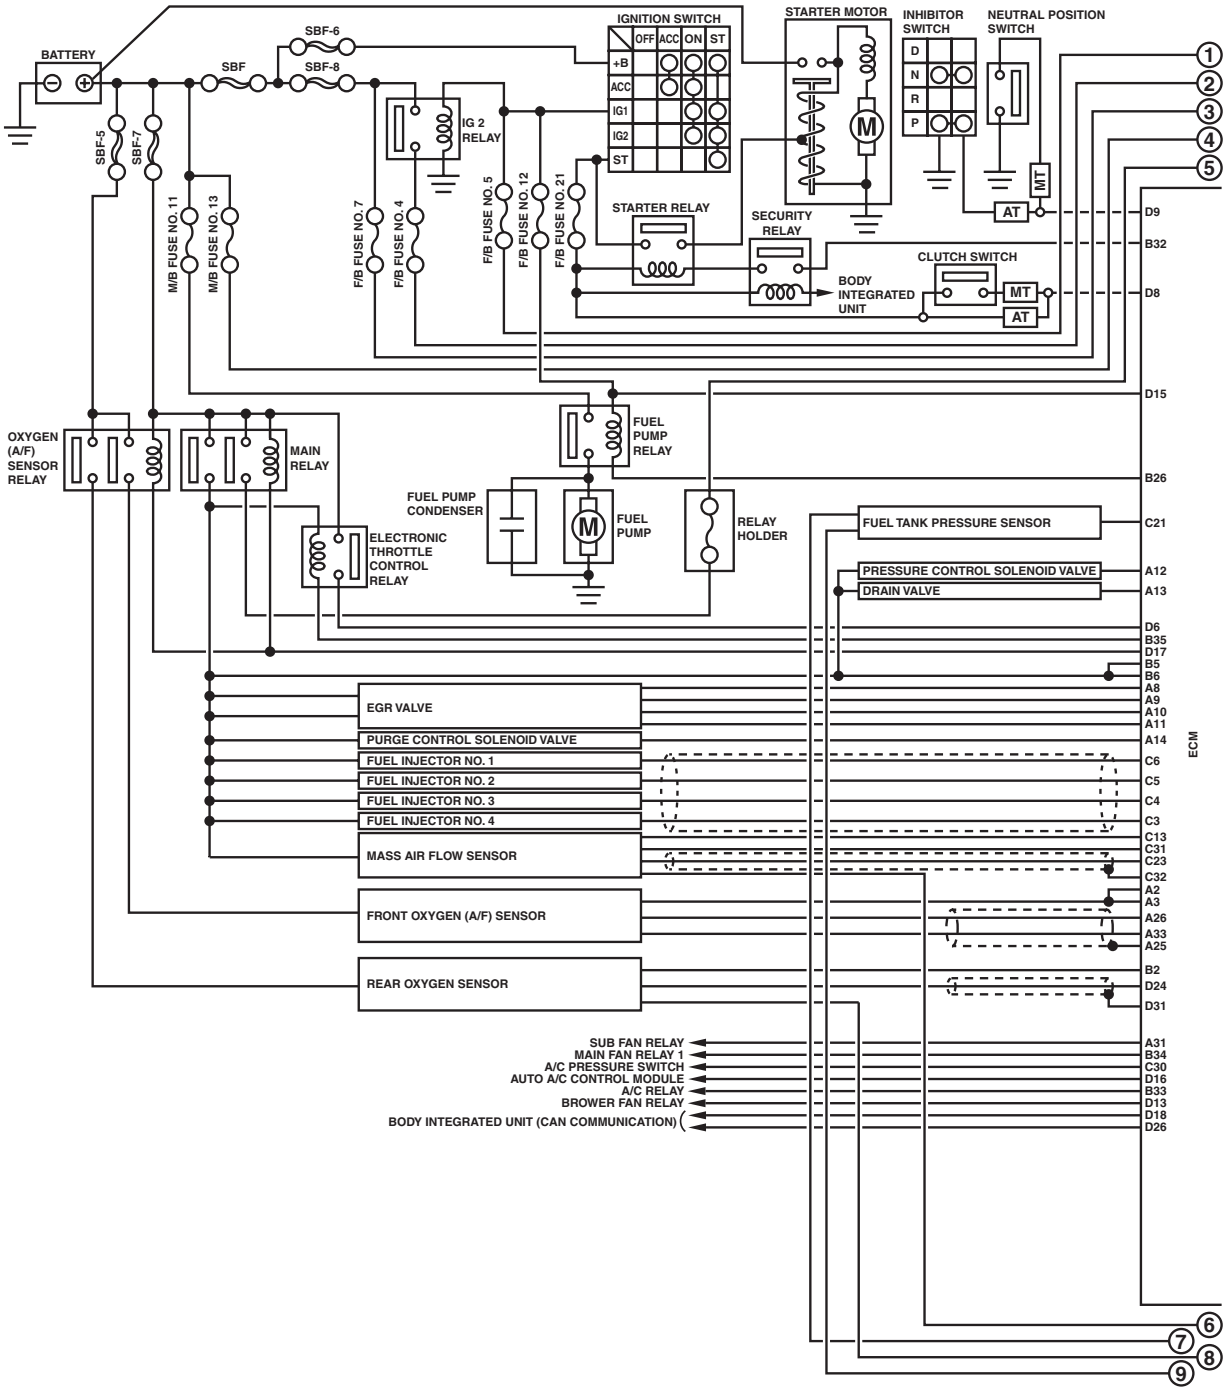 IGNITION SWITCH
OFF ACC ON ST
+B
ACC
IG1
IG2
ST
STARTER MOTOR
M
INHIBITOR
SWITCH
D
N
R
P
NEUTRAL POSITION
SWITCH
MT
AT
BATTERY
SBF
SBF-6
SBF-8
SBF-5
SBF-7
IG 2
RELAY
M/B FUSE NO. 11
M/B FUSE NO. 13
F/B FUSE NO. 7
F/B FUSE NO. 4
F/B FUSE NO. 5
F/B FUSE NO. 12
F/B FUSE NO. 21
STARTER RELAY
SECURITY
RELAY
BODY
INTEGRATED
UNIT
CLUTCH SWITCH
MT
AT
1
2
3
4
5
D9
B32
D8
D15
B26
C21
A12
A13
D6
B35
D17
B5
B6
A8
A9
A10
A11
A14
C6
C5
C4
C3
C13
C31
C23
C32
A2
A3
A26
A33
A25
B2
D24
D31
A31
B34
C30
D16
B33
D13
D18
D26
ECM
OXYGEN
(A/F)
SENSOR
RELAY
MAIN
RELAY
FUEL
PUMP
RELAY
ELECTRONIC
THROTTLE
CONTROL
RELAY
FUEL PUMP
CONDENSER
M
FUEL
PUMP
RELAY
HOLDER
FUEL TANK PRESSURE SENSOR
PRESSURE CONTROL SOLENOID VALVE
DRAIN VALVE
EGR VALVE
PURGE CONTROL SOLENOID VALVE
FUEL INJECTOR NO. 1
FUEL INJECTOR NO. 2
FUEL INJECTOR NO. 3
FUEL INJECTOR NO. 4
MASS AIR FLOW SENSOR
FRONT OXYGEN (A/F) SENSOR
REAR OXYGEN SENSOR
SUB FAN RELAY
MAIN FAN RELAY 1
A/C PRESSURE SWITCH
AUTO A/C CONTROL MODULE
A/C RELAY
BROWER FAN RELAY
BODY INTEGRATED UNIT (CAN COMMUNICATION)
6
7
8
9